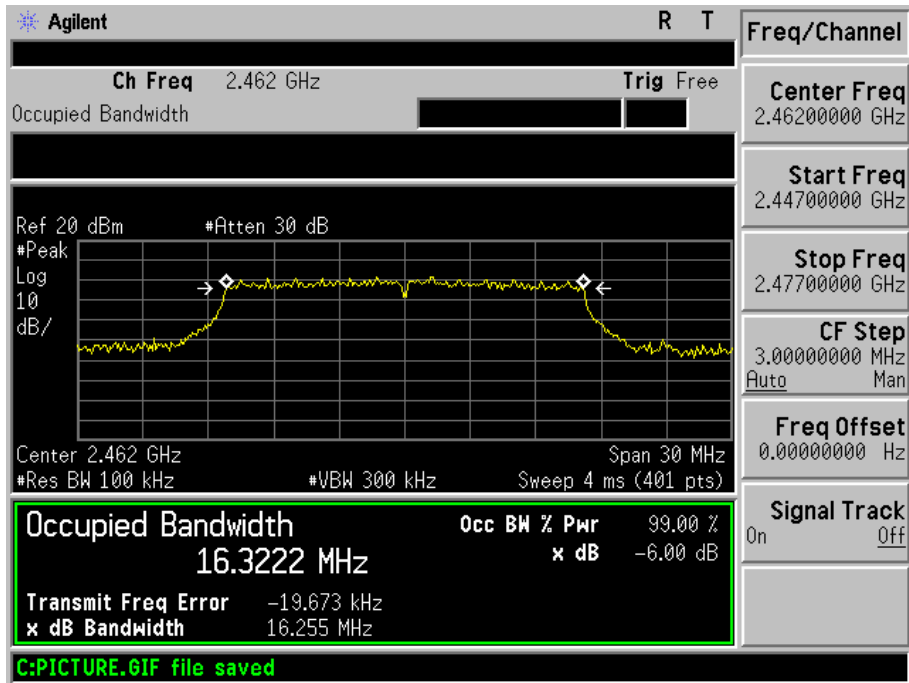 Agilent R T
Freq/Channel
Ch Freq 2.462 GHz Trig Free
Occupied Bandwidth
Center Freq
2.46200000 GHz
Start Freq
2.44700000 GHz
Stop Freq
2.47700000 GHz
CF Step
3.00000000 MHz
Auto Man
Freq Offset
0.00000000 Hz
Signal Track
On Off
Ref 20 dBm #Atten 30 dB
#Peak
Log
10
dB/
Center 2.462 GHz Span 30 MHz
#Res BW 100 kHz #VBW 300 kHz Sweep 4 ms (401 pts)
Occupied Bandwidth Occ BW % Pwr 99.00 %
16.3222 MHz x dB -6.00 dB
Transmit Freq Error -19.673 kHz
x dB Bandwidth 16.255 MHz
C:PICTURE.GIF file saved